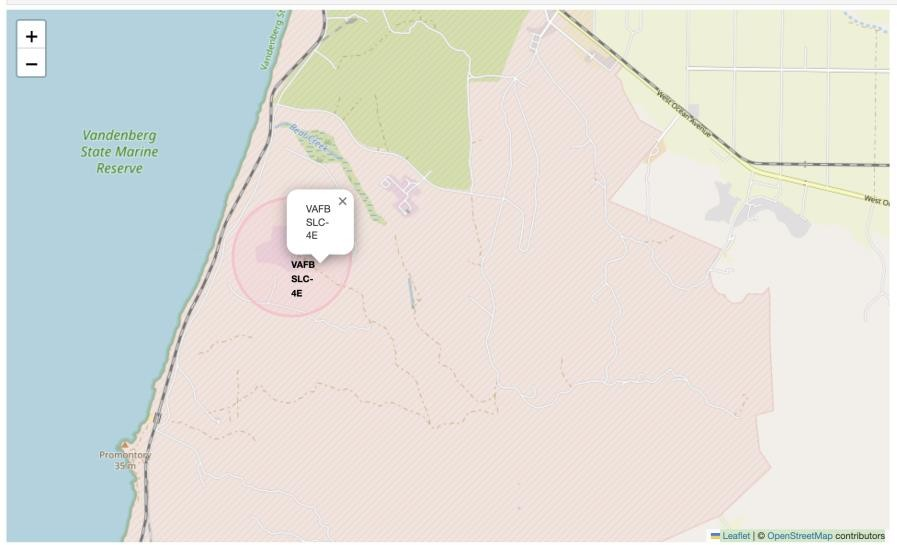 +
−
Vandenberg St
Vandenberg
State Marine
Reserve
Bear Creek
West Ocean Avenue
West Oc
VAFB
SLC-
4E
×
VAFB
SLC-
4E
Promontory
35 m
Leaflet | © OpenStreetMap contributors